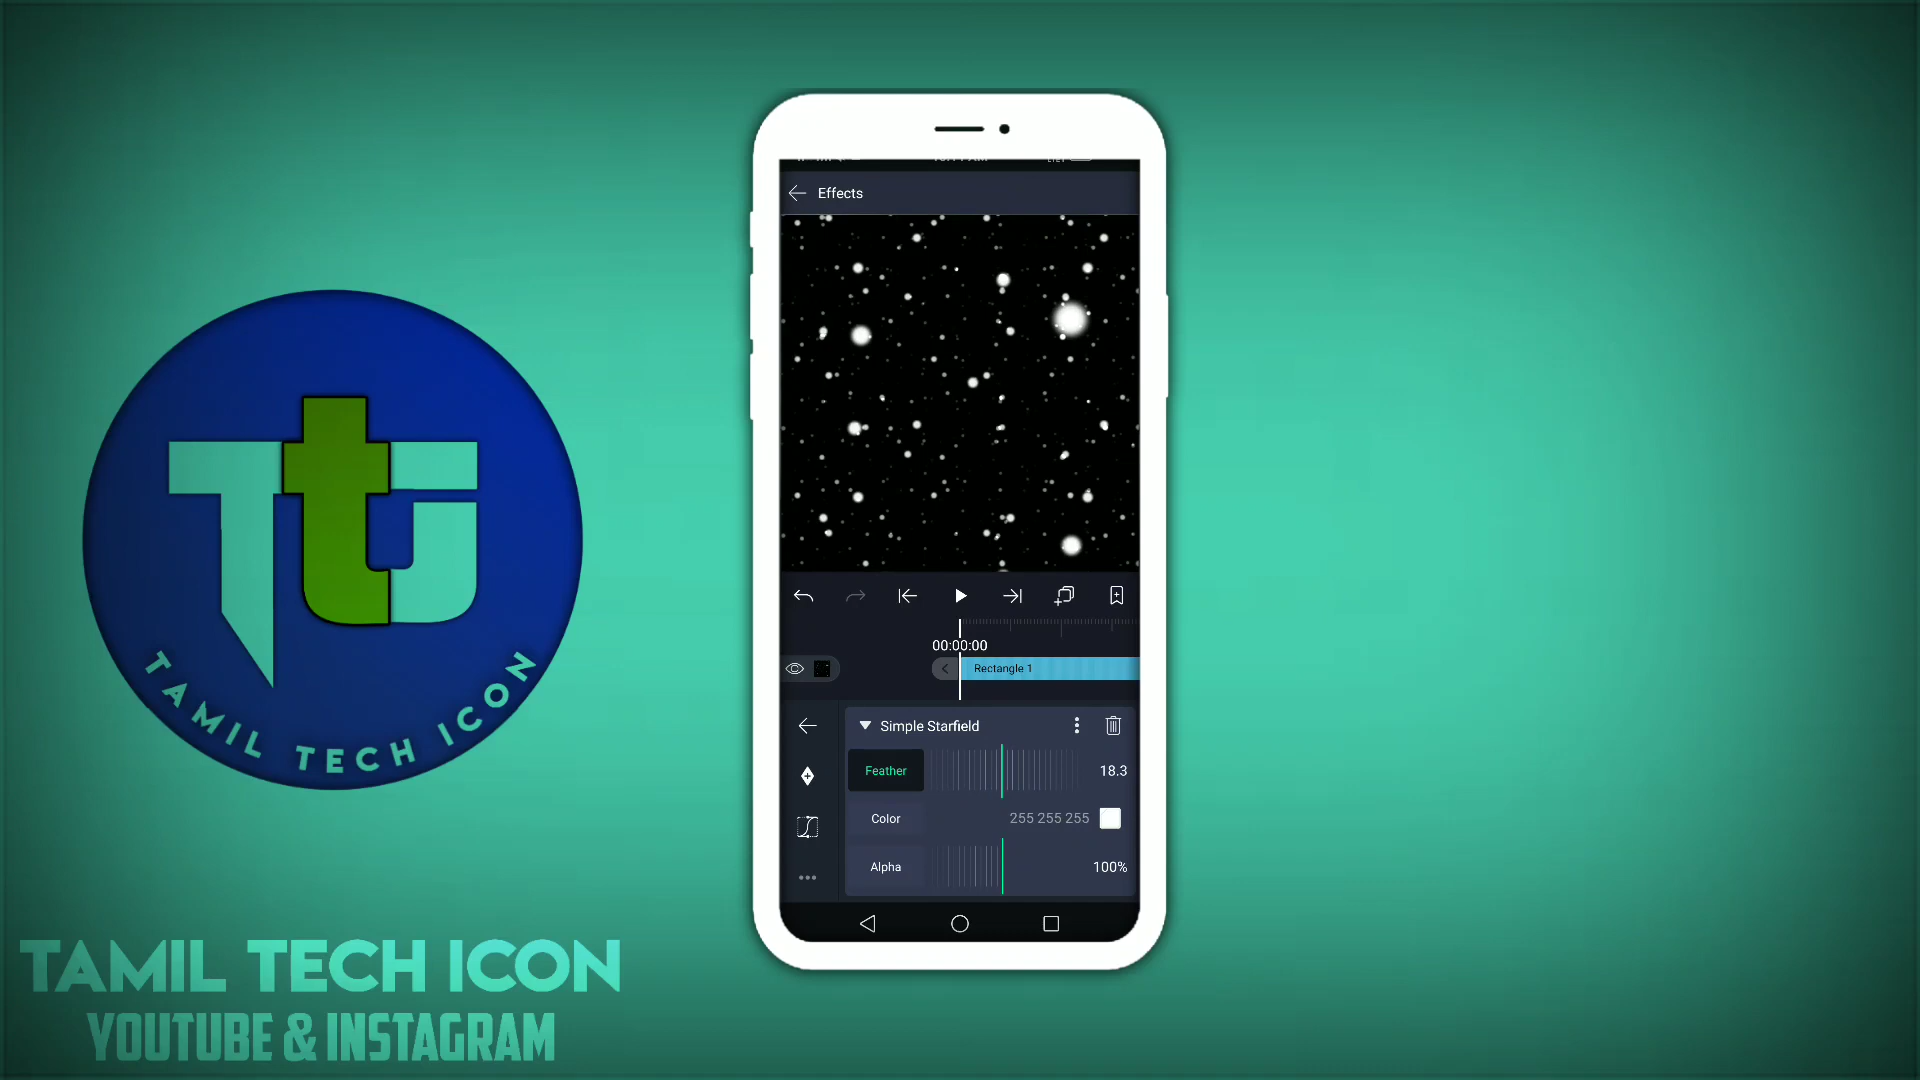 Effects
00:00:00
Rectangle 1
Simple Starfield
Feather 18.3
Color 255 255 255
Alpha 100%
TAMIL TECH ICON
TAMIL TECH ICON
YOUTUBE & INSTAGRAM